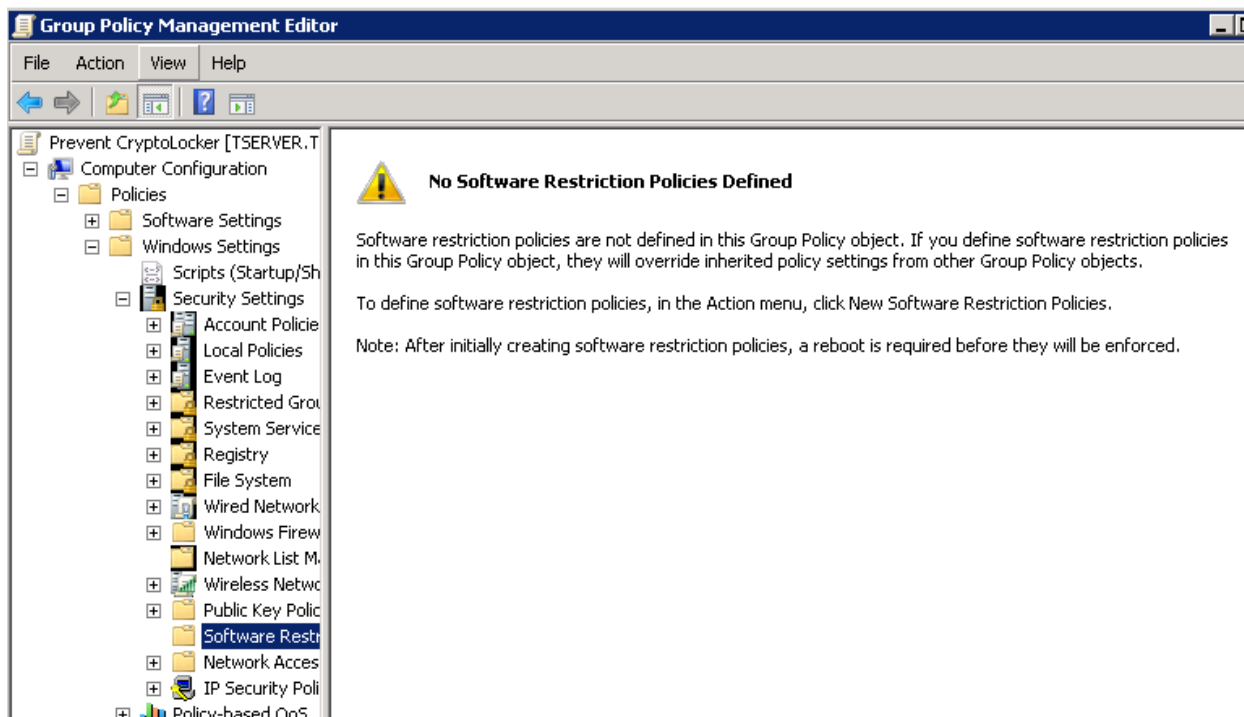 Group Policy Management Editor
File Action View Help
Prevent CryptoLocker [TSERVER.T
Computer Configuration
Policies
Software Settings
Windows Settings
Scripts (Startup/Sh
Security Settings
Account Policie
Local Policies
Event Log
Restricted Grou
System Service
Registry
File System
Wired Network
Windows Firew
Network List Ma
Wireless Netwo
Public Key Polic
Software Restr
Network Acces
IP Security Poli
Policy-based QoS
No Software Restriction Policies Defined
Software restriction policies are not defined in this Group Policy object. If you define software restriction policies
in this Group Policy object, they will override inherited policy settings from other Group Policy objects.
To define software restriction policies, in the Action menu, click New Software Restriction Policies.
Note: After initially creating software restriction policies, a reboot is required before they will be enforced.